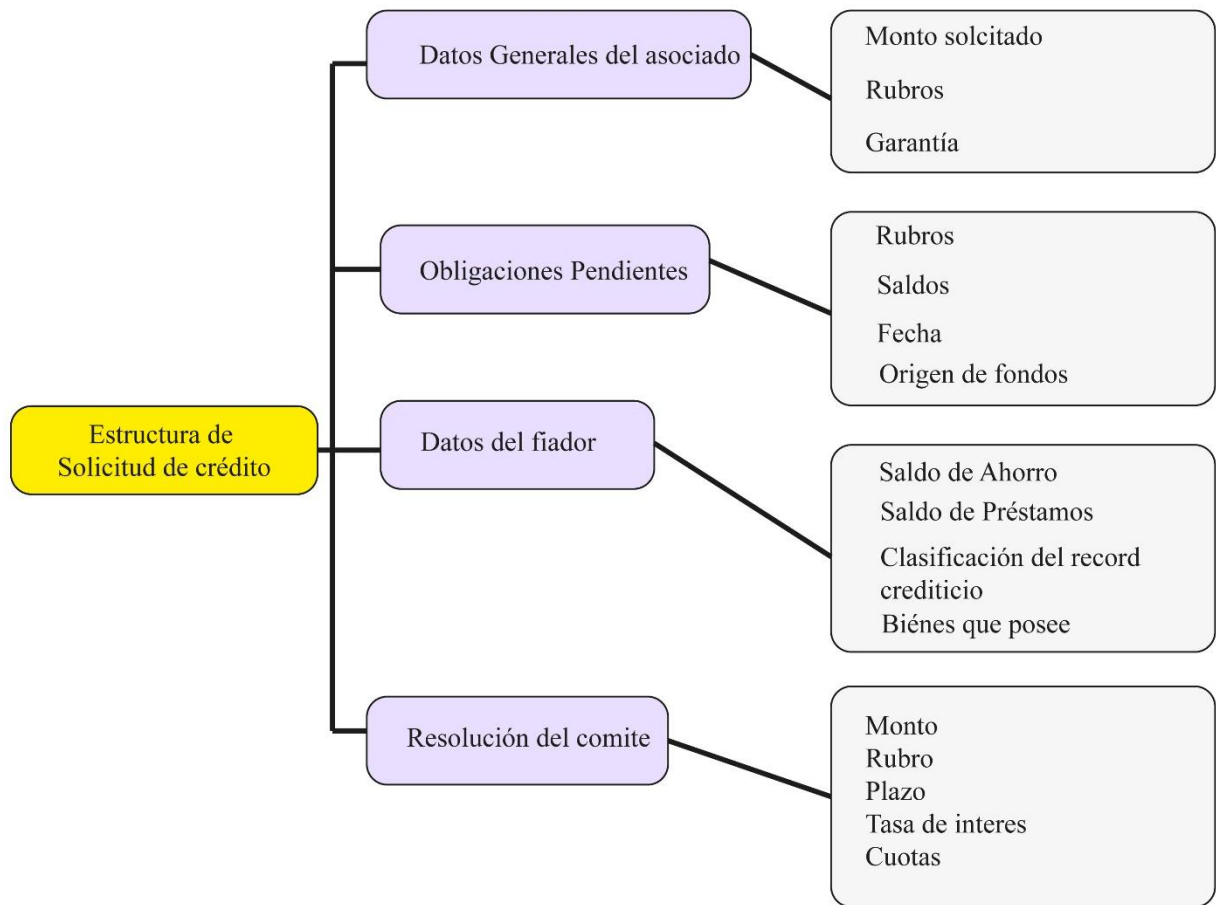 Estructura de
Solicitud de crédito
Datos Generales del asociado
Monto solcitado
Rubros
Garantía
Obligaciones Pendientes
Rubros
Saldos
Fecha
Origen de fondos
Datos del fiador
Saldo de Ahorro
Saldo de Préstamos
Clasificación del record
crediticio
Biénes que posee
Resolución del comite
Monto
Rubro
Plazo
Tasa de interes
Cuotas